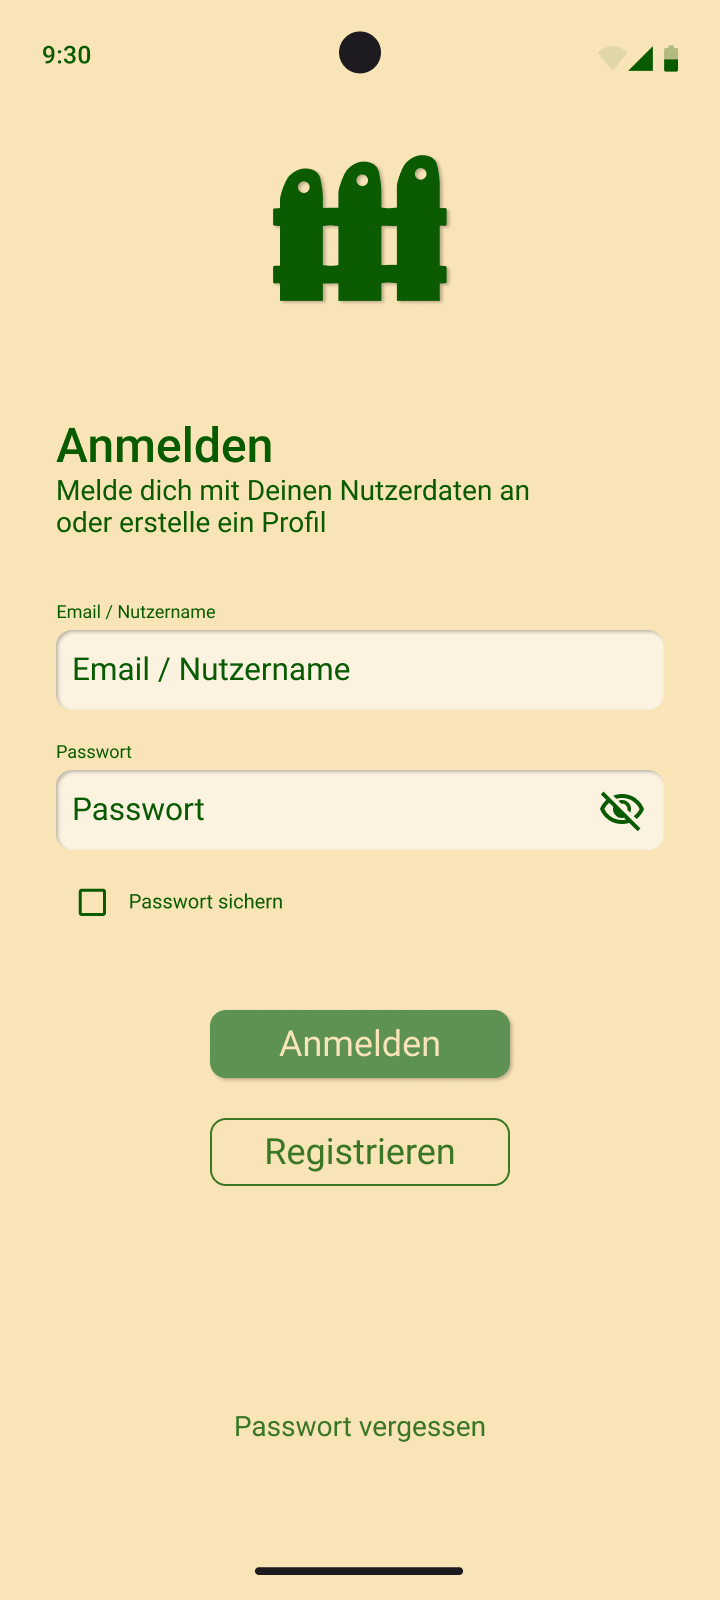 9:30
Anmelden
Melde dich mit Deinen Nutzerdaten an
oder erstelle ein Profil
Email / Nutzername
Email / Nutzername
Passwort
Passwort
Passwort sichern
Anmelden
Registrieren
Passwort vergessen